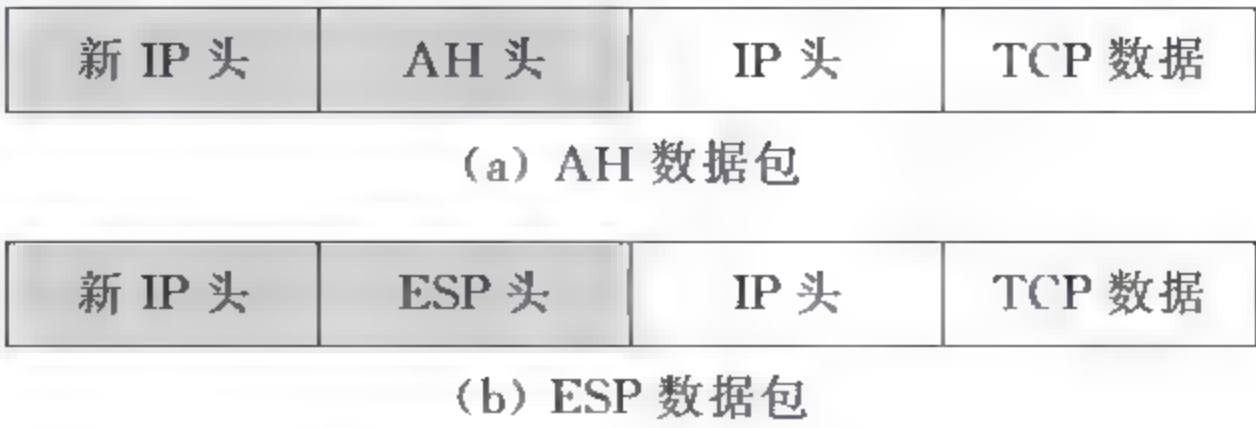 新 IP 头 AH 头 IP 头 TCP 数据
(a) AH 数据包
新 IP 头 ESP 头 IP 头 TCP 数据
(b) ESP 数据包